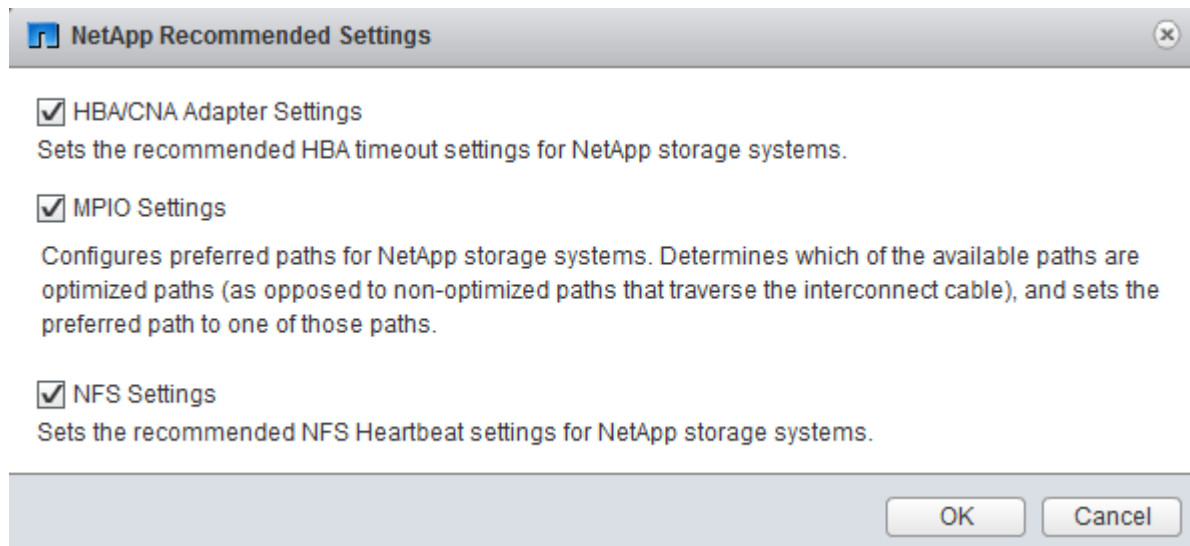 NetApp Recommended Settings
HBA/CNA Adapter Settings
Sets the recommended HBA timeout settings for NetApp storage systems.
MPIO Settings
Configures preferred paths for NetApp storage systems. Determines which of the available paths are
optimized paths (as opposed to non-optimized paths that traverse the interconnect cable), and sets the
preferred path to one of those paths.
NFS Settings
Sets the recommended NFS Heartbeat settings for NetApp storage systems.
OK
Cancel